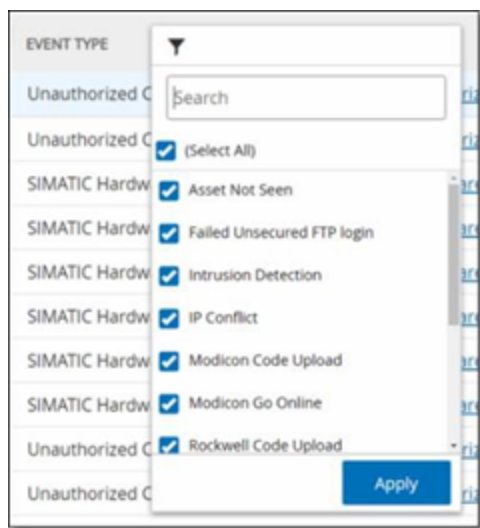 EVENT TYPE
Search
Unauthorized C
(Select All)
Unauthorized C
SIMATIC Hardw
Asset Not Seen
SIMATIC Hardw
Failed Unsecured FTP login
SIMATIC Hardw
Intrusion Detection
SIMATIC Hardw
IP Conflict
SIMATIC Hardw
Modicon Code Upload
SIMATIC Hardw
Modicon Go Online
Unauthorized C
Rockwell Code Upload
Unauthorized C
Apply